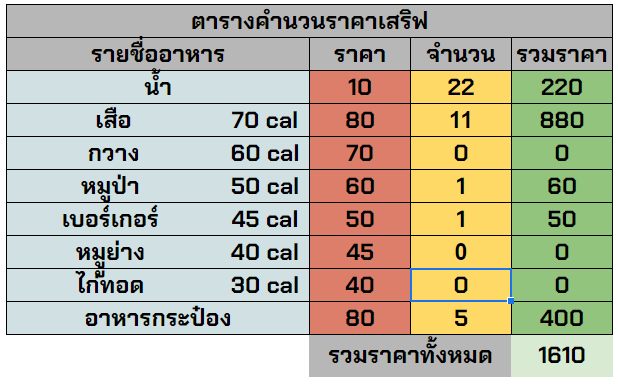 ตารางคำนวนราคาเสริฟ
รายชื่ออาหาร ราคา จำนวน รวมราคา
น้ำ 10 22 220
เสือ 70 cal 80 11 880
กวาง 60 cal 70 0 0
หมูป่า 50 cal 60 1 60
เบอร์เกอร์ 45 cal 50 1 50
หมูย่าง 40 cal 45 0 0
ไก่ทอด 30 cal 40 0 0
อาหารกระป๋อง 80 5 400
รวมราคาทั้งหมด 1610